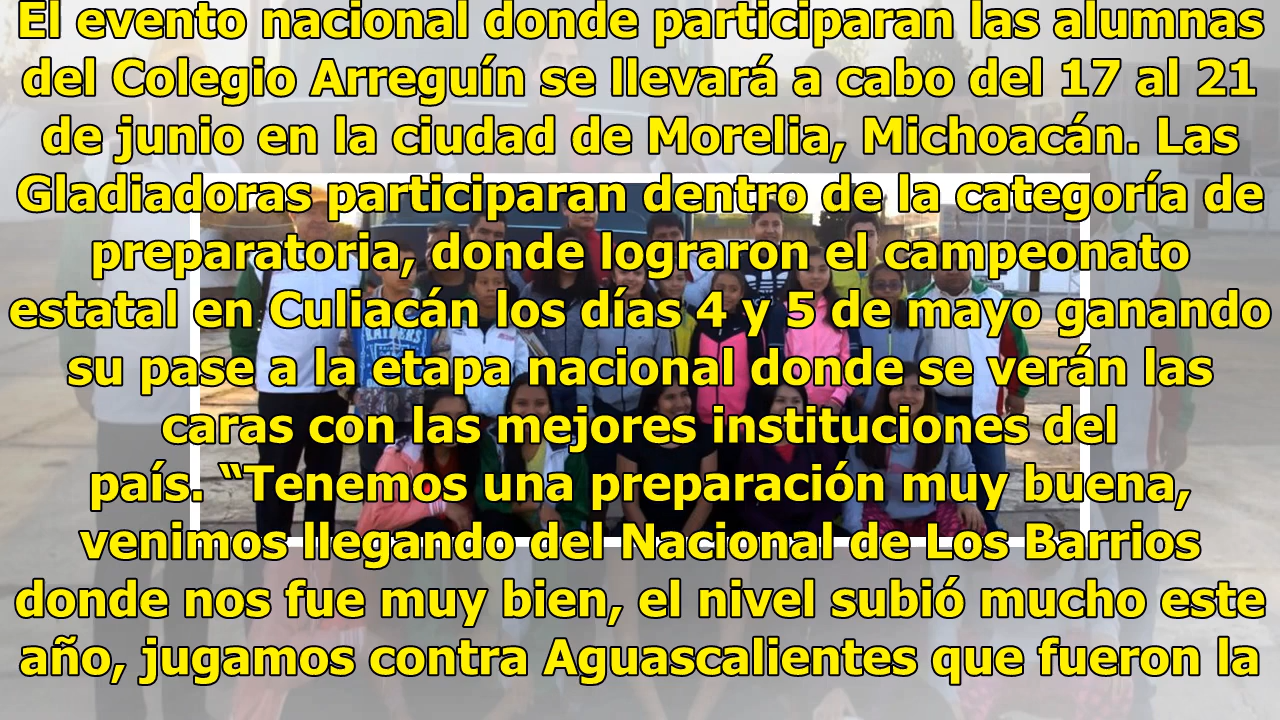 El evento nacional donde participaran las alumnas
del Colegio Arreguín se llevará a cabo del 17 al 21
de junio en la ciudad de Morelia, Michoacán. Las
Gladiadoras participaran dentro de la categoría de
preparatoria, donde lograron el campeonato
estatal en Culiacán los días 4 y 5 de mayo ganando
su pase a la etapa nacional donde se verán las
caras con las mejores instituciones del
país. “Tenemos una preparación muy buena,
venimos llegando del Nacional de Los Barrios
donde nos fue muy bien, el nivel subió mucho este
año, jugamos contra Aguascalientes que fueron la
RAIDERS